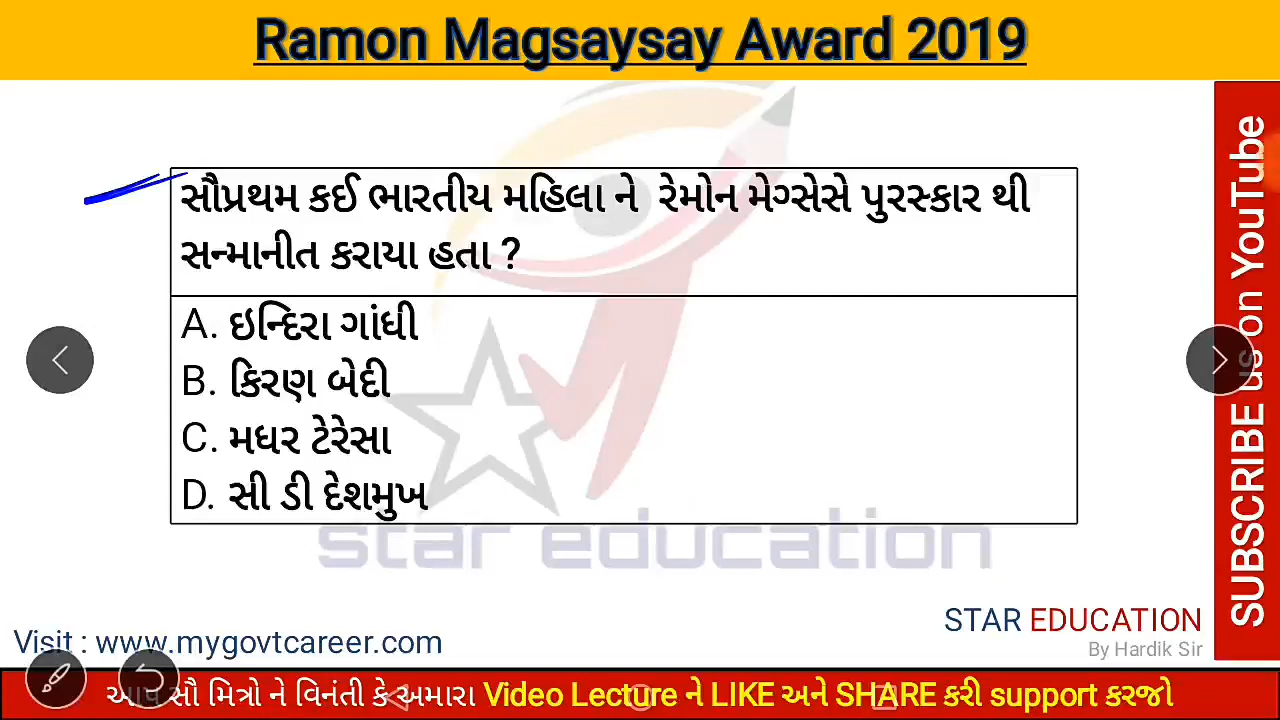 Ramon Magsaysay Award 2019
સૌપ્રથમ કઈ ભારતીય મહિલા ને રેમોન મેગ્સેસે પુરસ્કાર થી
સન્માનીત કરાયા હતા ?
A. ઇન્દિરા ગાંધી
B. કિરણ બેદી
C. મધર ટેરેસા
D. સી ડી દેશમુખ
star education
STAR EDUCATION
By Hardik Sir
Visit : www.mygovtcareer.com
આપ સૌ મિત્રો ને વિનંતી કે અમારા Video Lecture ને LIKE અને SHARE કરી support કરજો
SUBSCRIBE us on YouTube